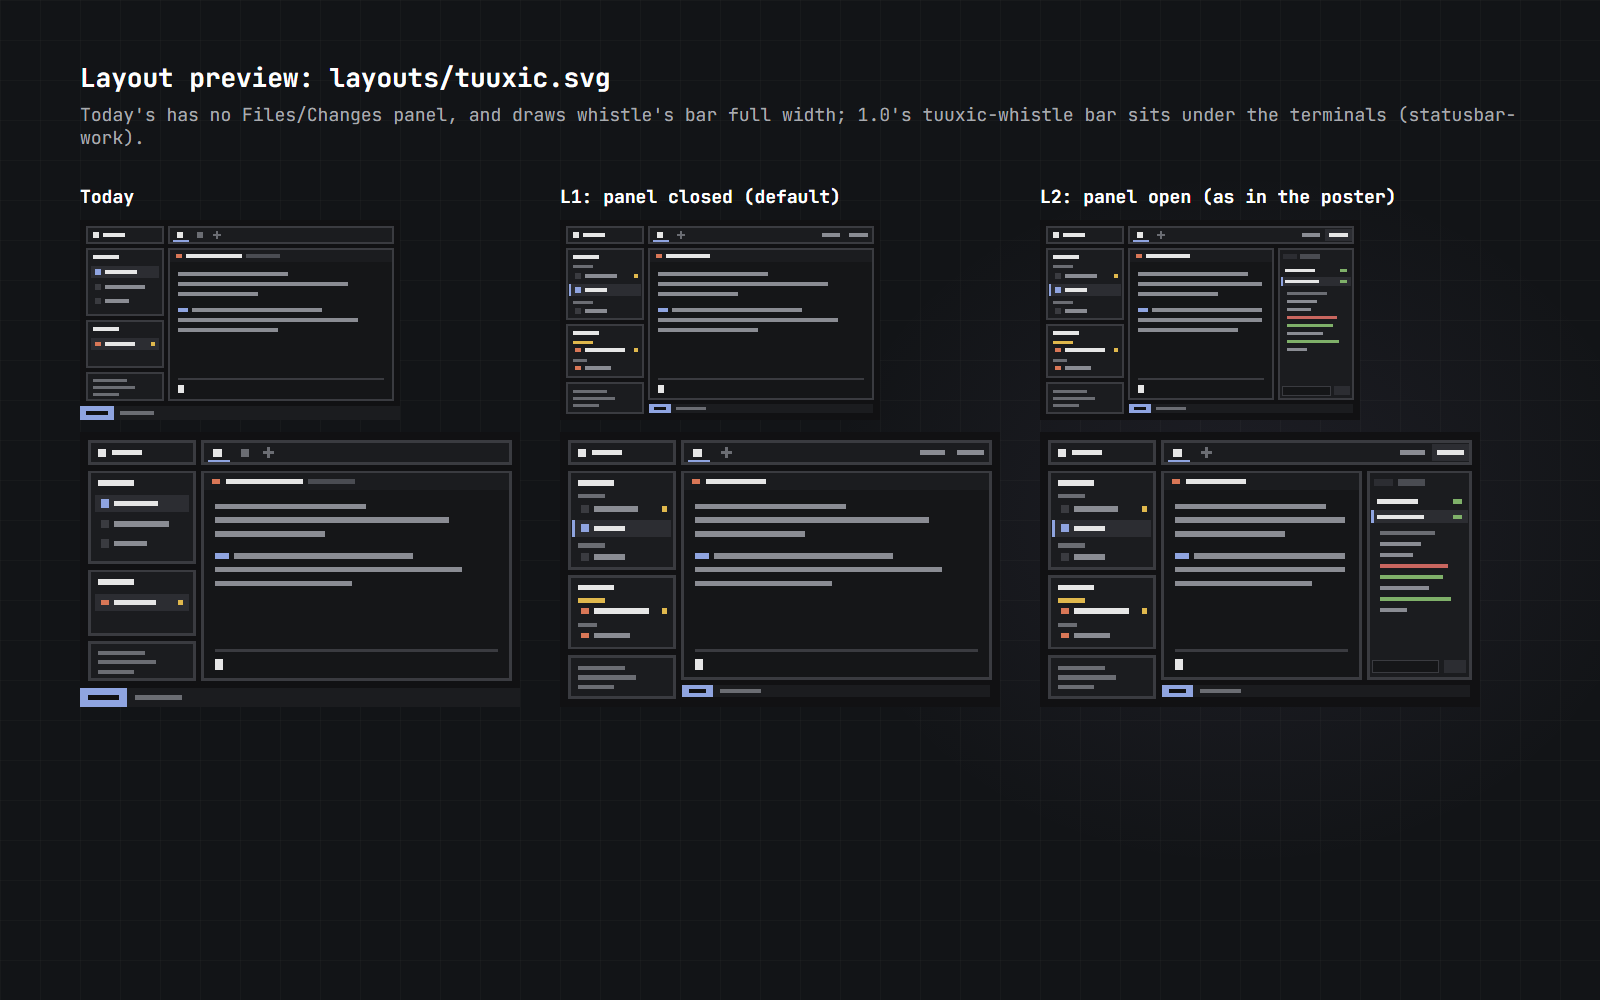 Layout preview: layouts/tuuxic.svg
Today's has no Files/Changes panel, and draws whistle's bar full width; 1.0's tuuxic-whistle bar sits under the terminals (statusbar-
work).
Today
L1: panel closed (default)
L2: panel open (as in the poster)